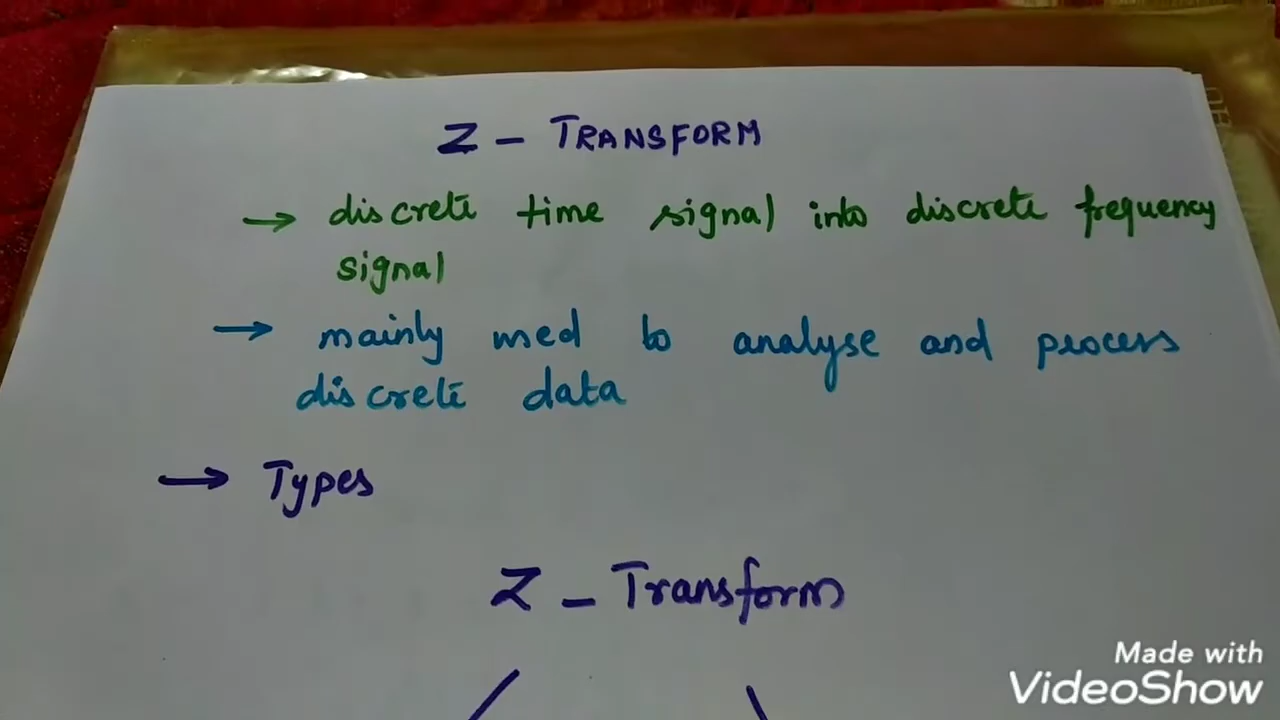 Z - TRANSFORM
→ discrete time signal into discrete frequency
signal
→ mainly used to analyse and process
discrete data
→ Types
Z - Transform
Made with
VideoShow